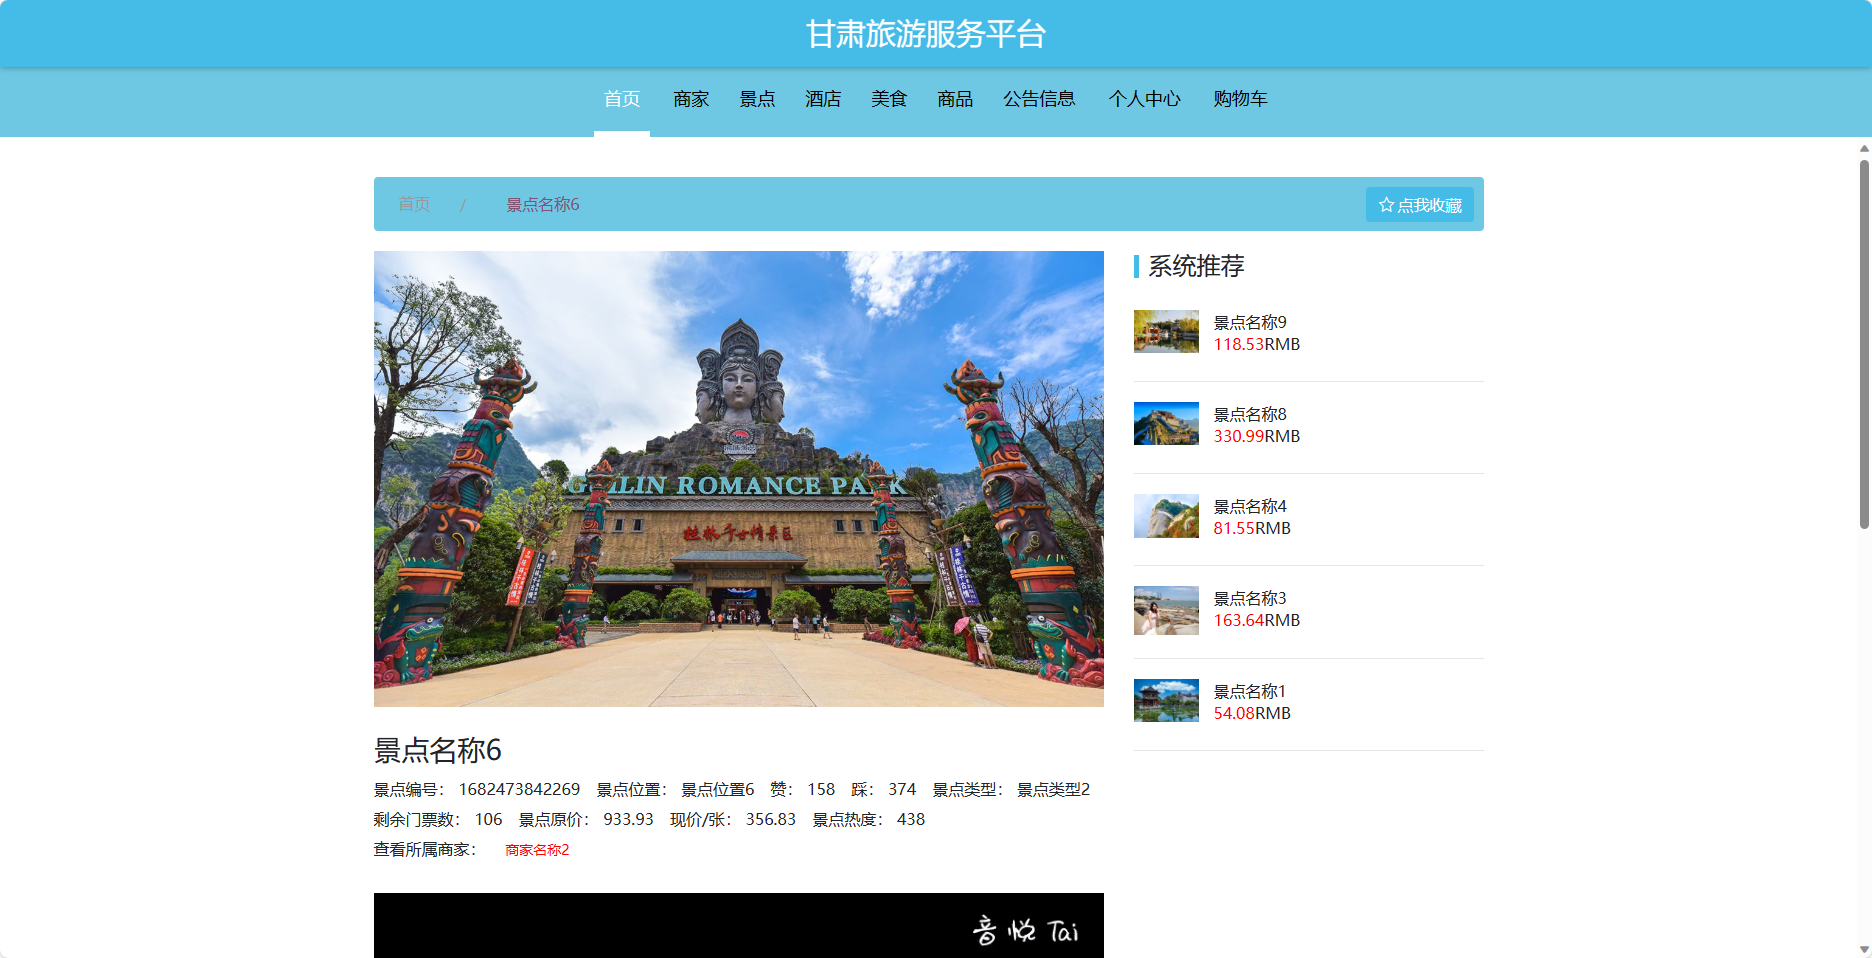 甘肃旅游服务平台
首页 商家 景点 酒店 美食 商品 公告信息 个人中心 购物车
首页 / 景点名称6
点我收藏
GUILIN ROMANCE PARK
桂林千古情景区
景点名称6
景点编号： 1682473842269 景点位置： 景点位置6 赞： 158 踩： 374 景点类型： 景点类型2
剩余门票数： 106 景点原价： 933.93 现价/张： 356.83 景点热度： 438
查看所属商家： 商家名称2
音悦 Tai
系统推荐
景点名称9
118.53RMB
景点名称8
330.99RMB
景点名称4
81.55RMB
景点名称3
163.64RMB
景点名称1
54.08RMB